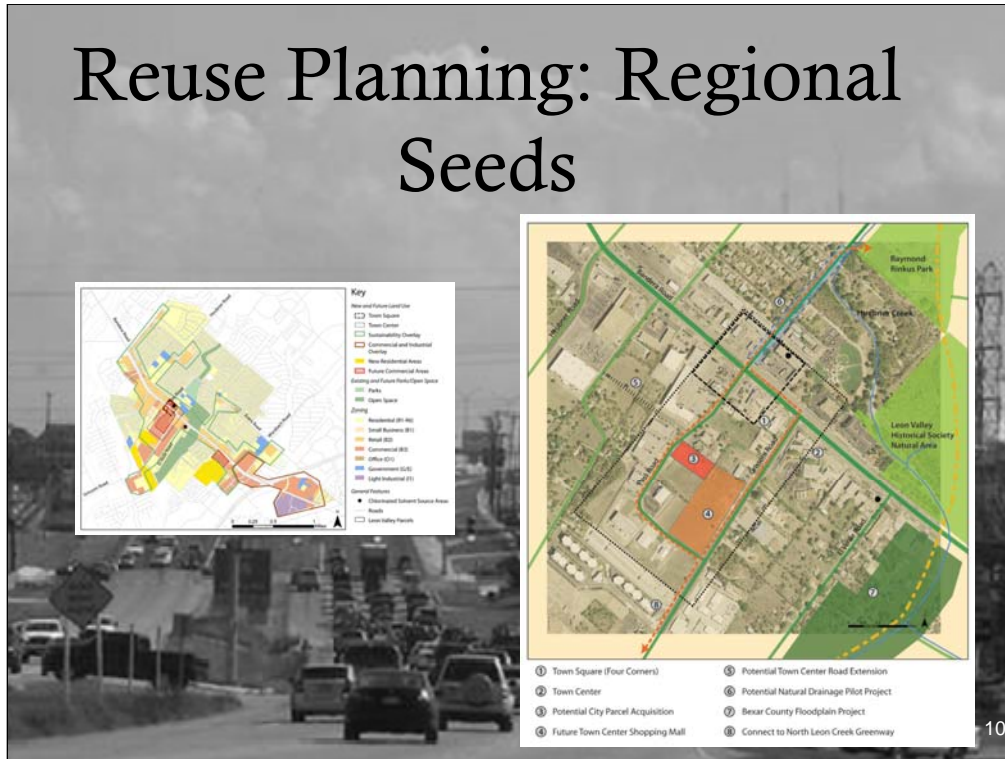 Reuse Planning: Regional
Seeds
Key
New and Future Land Use
Town Square
Town Center
Sustainability Overlay
Commercial and Industrial
Overlay
New Residential Areas
Future Commercial Areas
Existing and Future Parks/Open Space
Parks
Open Space
Zoning
Small Business (B1)
Retail (B2)
Commercial (B3)
Office (O1)
Light Industrial (I1)
General Features
Chlorinated Solvent Source Areas
Roads
Leon Valley Parcels
Raymond
Rimkus Park
Huebner Creek
Leon Valley
Historical Society
Natural Area
① Town Square (Four Corners)
② Town Center
③ Potential City Parcel Acquisition
④ Future Town Center Shopping Mall
⑤ Potential Town Center Road Extension
⑥ Potential Natural Drainage Pilot Project
⑦ Bexar County Floodplain Project
⑧ Connect to North Leon Creek Greenway
10